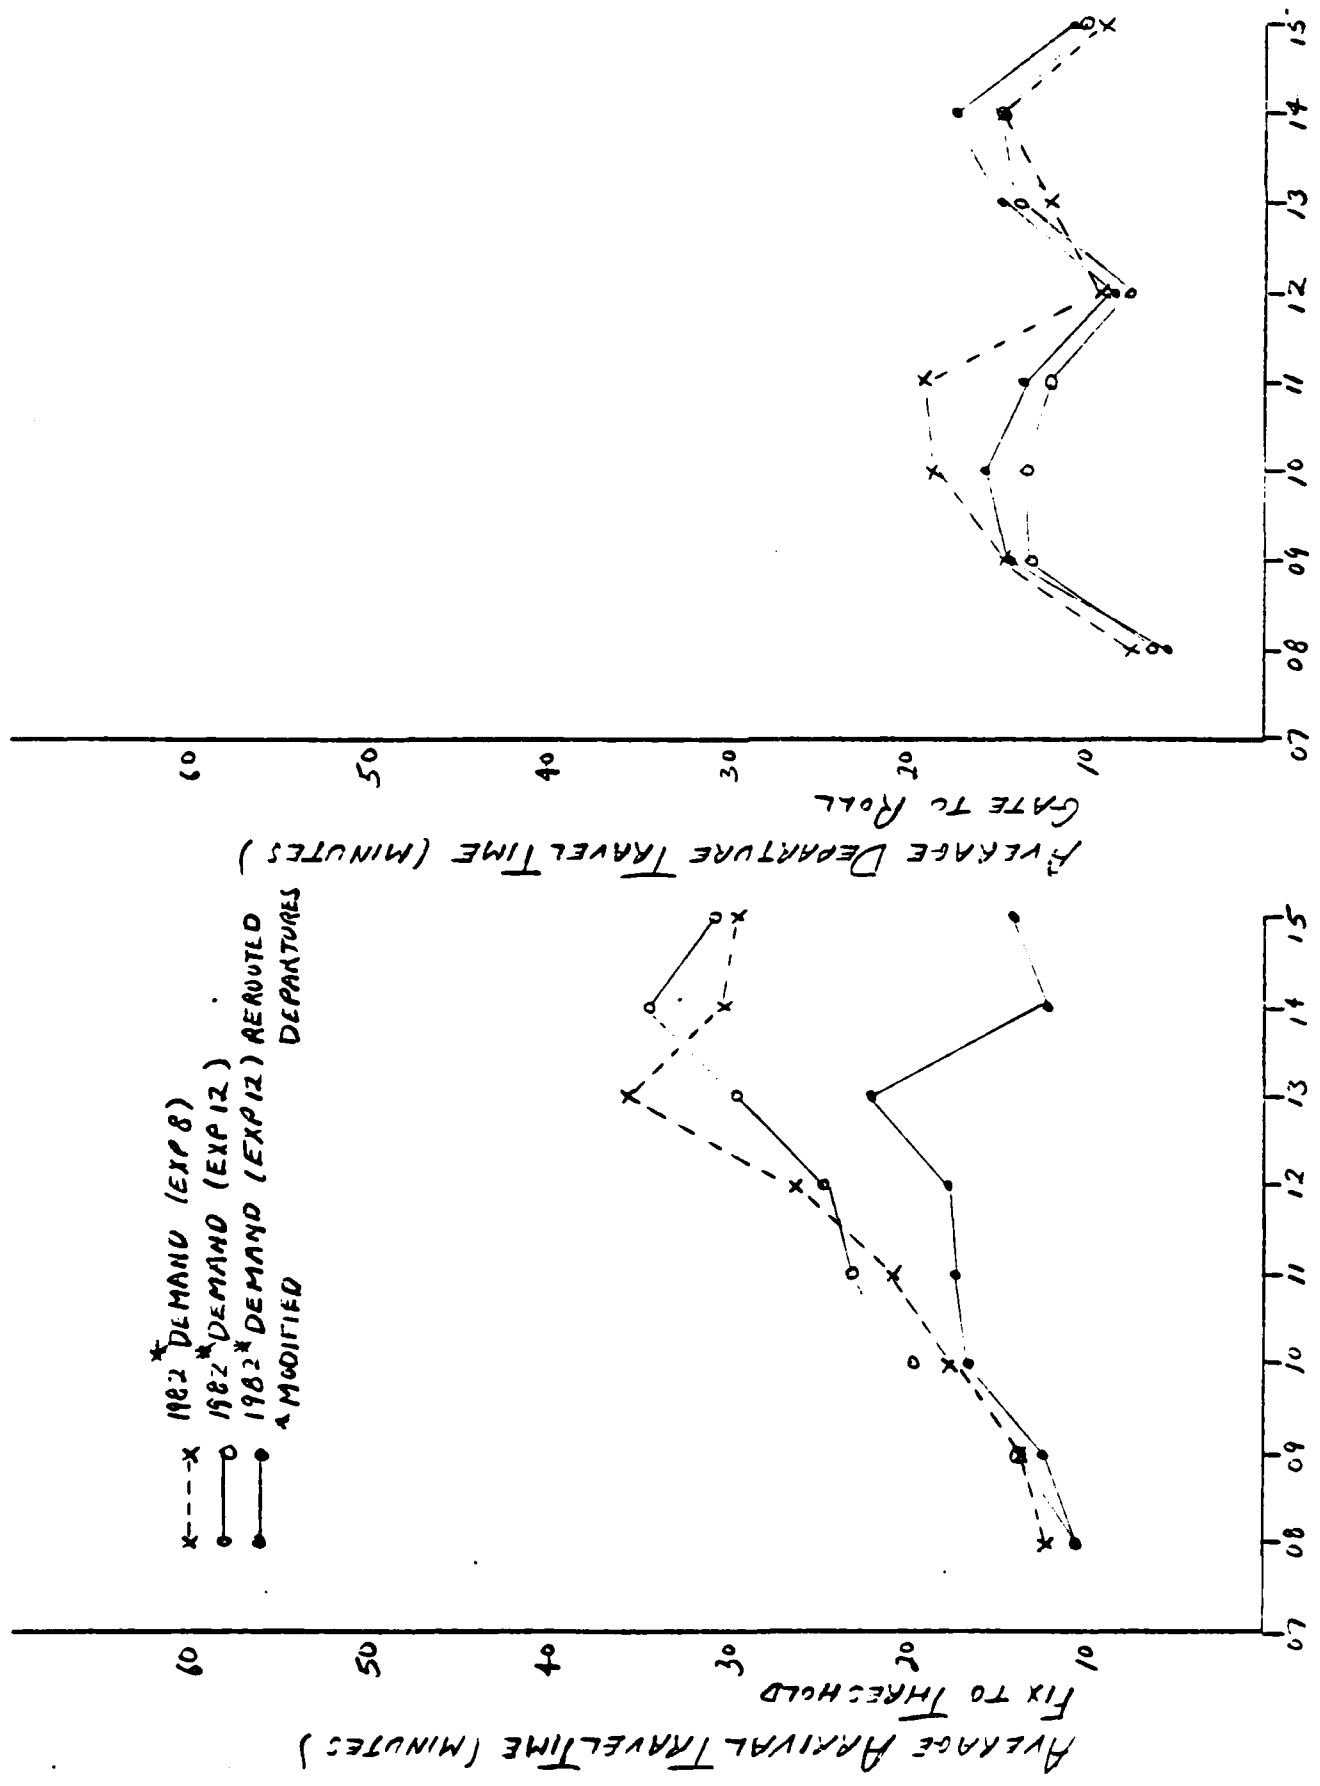 X----X 1982* DEMAND (EXP 8)
O——O 1982* DEMAND (EXP 12)
●——● 1982* DEMAND (EXP 12) REROUTED
DEPARTURES
* MODIFIED
AVERAGE ARRIVAL TRAVEL TIME (MINUTES)
FIX TO THRESHOLD
60
50
40
30
20
10
07 08 09 10 11 12 13 14 15
AVERAGE DEPARTURE TRAVEL TIME (MINUTES)
GATE TO ROLL
60
50
40
30
20
10
07 08 09 10 11 12 13 14 15